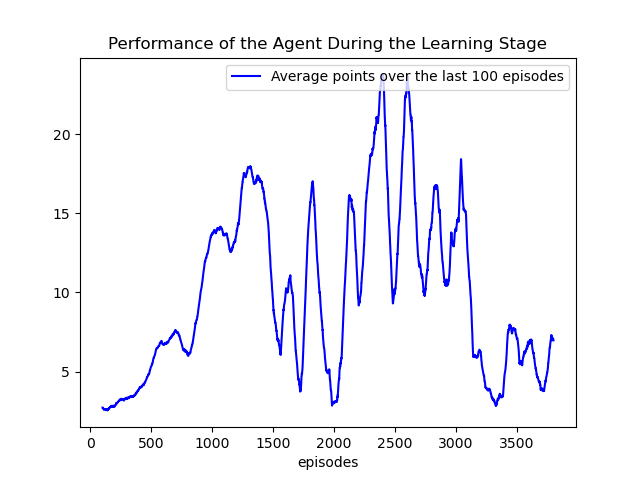 Performance of the Agent During the Learning Stage
Average points over the last 100 episodes
20
15
10
5
0 500 1000 1500 2000 2500 3000 3500
episodes